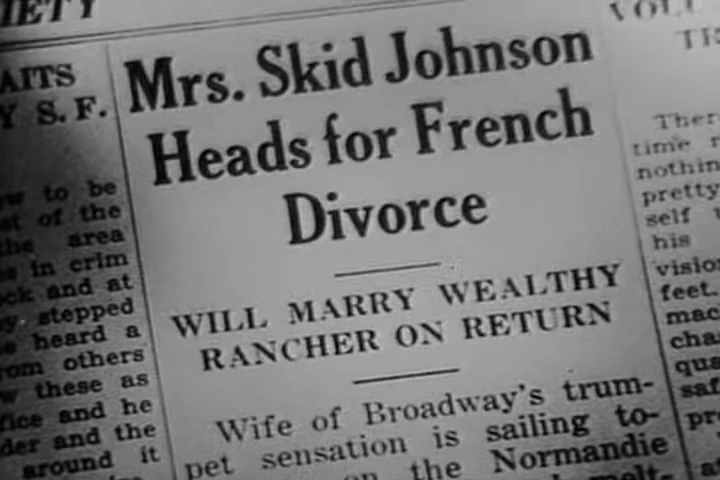 IETY
AITS
Y S. F.
w to be
st of the
the area
s in crim
ck and at
y stepped
s heard a
rom others
w these as
fice and he
der and the
around it
Mrs. Skid Johnson
Heads for French
Divorce
WILL MARRY WEALTHY
RANCHER ON RETURN
Wife of Broadway's trum-
pet sensation is sailing to-
on the Normandie
Ther
time r
nothin
pretty
self
his
vision
feet.
mac
cha
qua
saf
pr